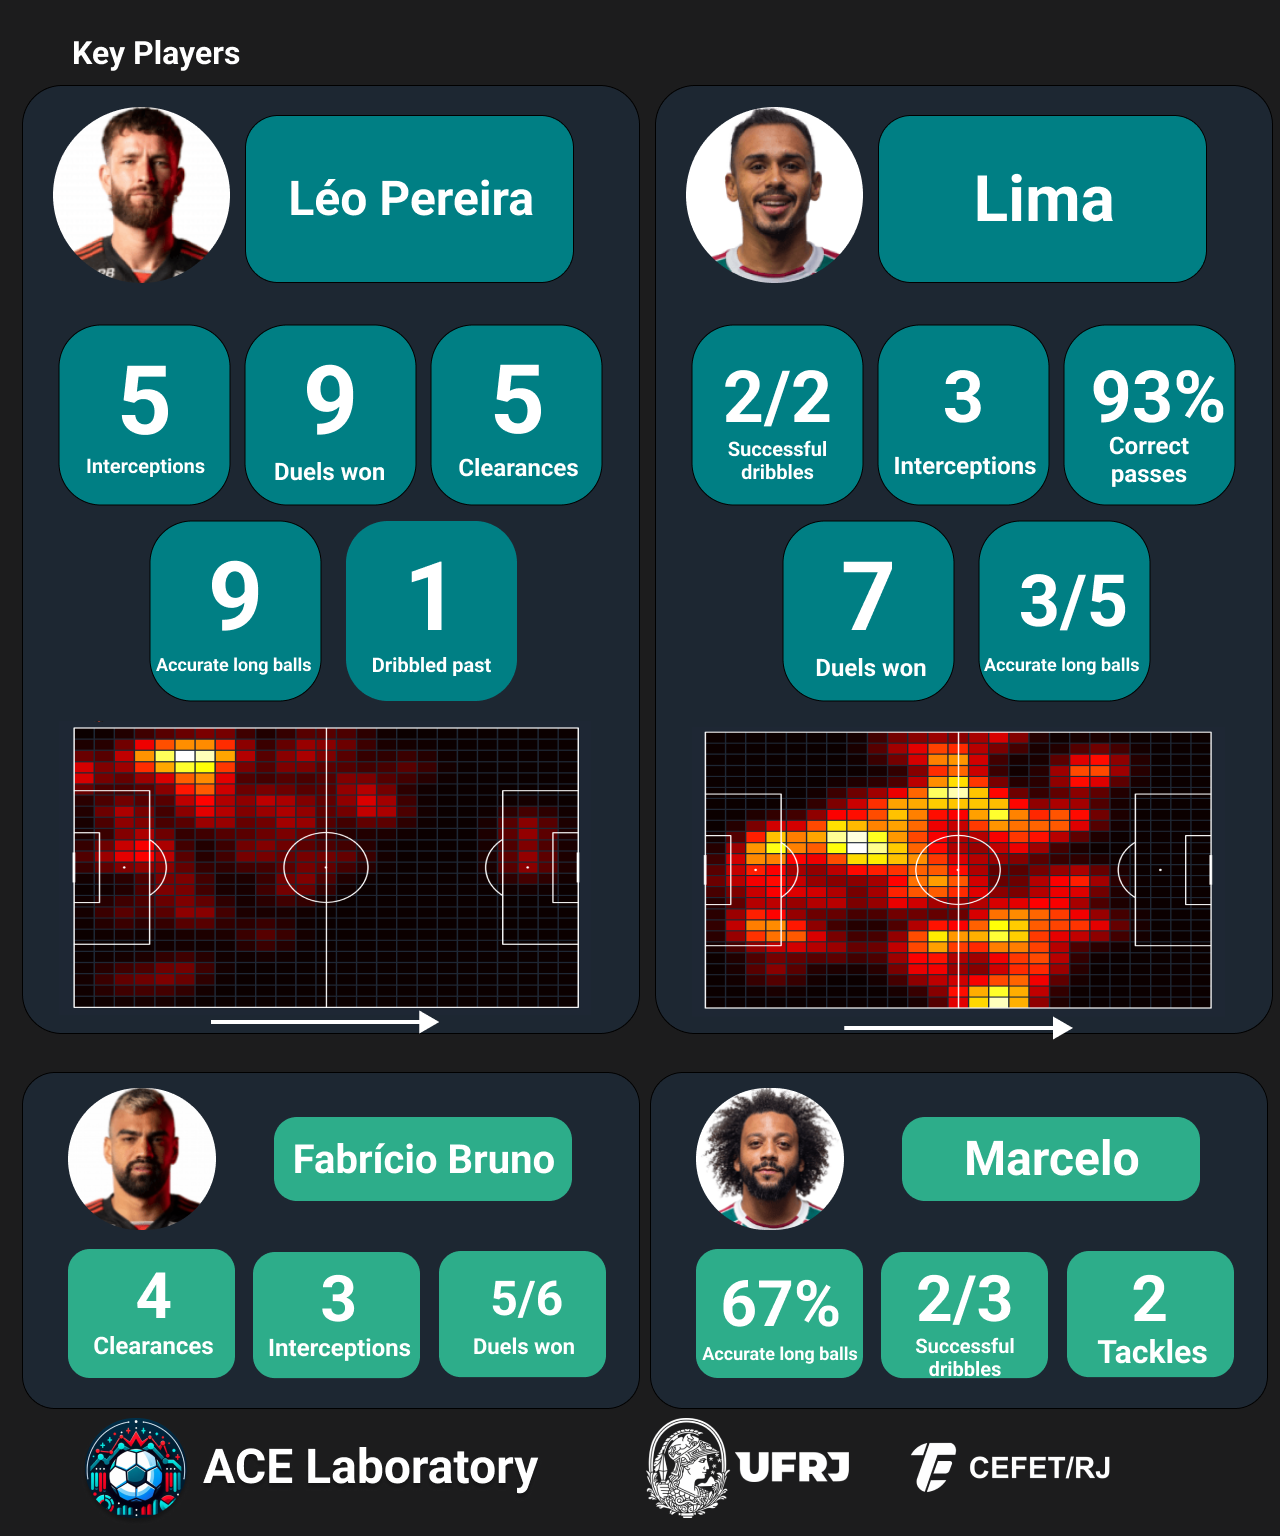 Key Players
Léo Pereira
5
Interceptions
9
Duels won
5
Clearances
9
Accurate long balls
1
Dribbled past
Lima
2/2
Successful
dribbles
3
Interceptions
93%
Correct
passes
7
Duels won
3/5
Accurate long balls
Fabrício Bruno
4
Clearances
3
Interceptions
5/6
Duels won
Marcelo
67%
Accurate long balls
2/3
Successful
dribbles
2
Tackles
ACE Laboratory
UFRJ
CEFET/RJ